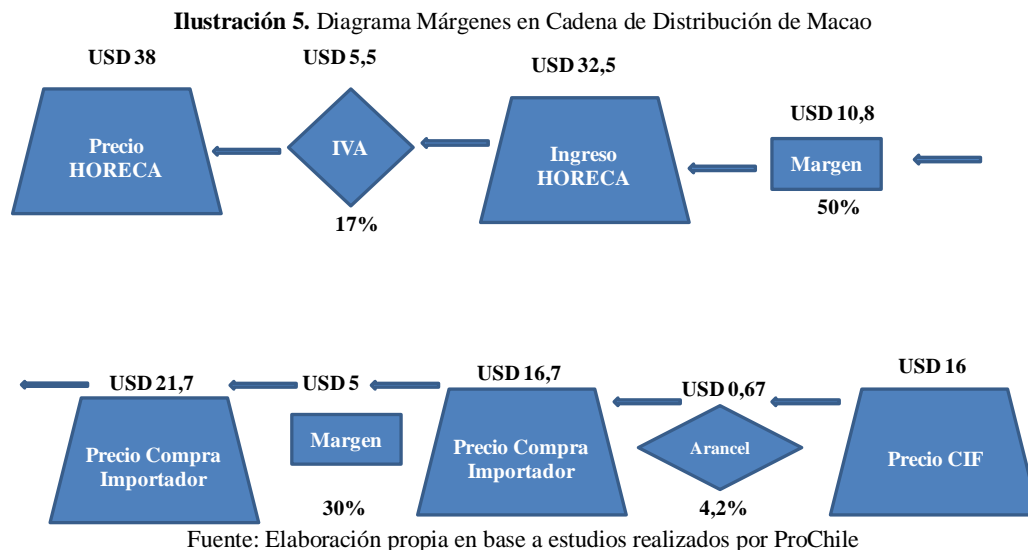 Ilustración 5. Diagrama Márgenes en Cadena de Distribución de Macao
USD 38
USD 5,5
USD 32,5
USD 10,8
Precio
HORECA
IVA
Ingreso
HORECA
Margen
17%
50%
USD 21,7
USD 5
USD 16,7
USD 0,67
USD 16
Precio Compra
Importador
Margen
Precio Compra
Importador
Arancel
Precio CIF
30%
4,2%
Fuente: Elaboración propia en base a estudios realizados por ProChile